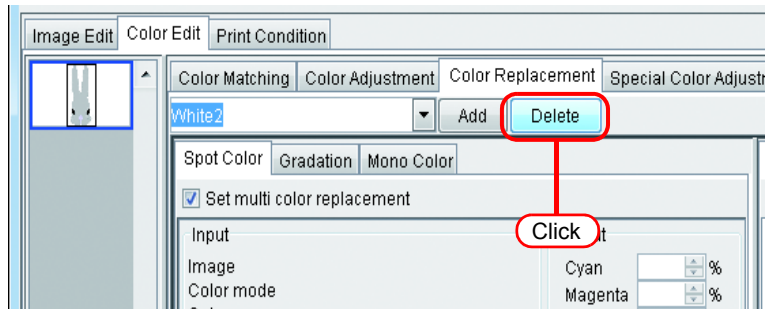 Image Edit Color Edit Print Condition
Color Matching Color Adjustment Color Replacement Special Color Adjustr
White2 Add Delete
Spot Color Gradation Mono Color
Set multi color replacement
Click
Input
Image Cyan %
Color mode Magenta %